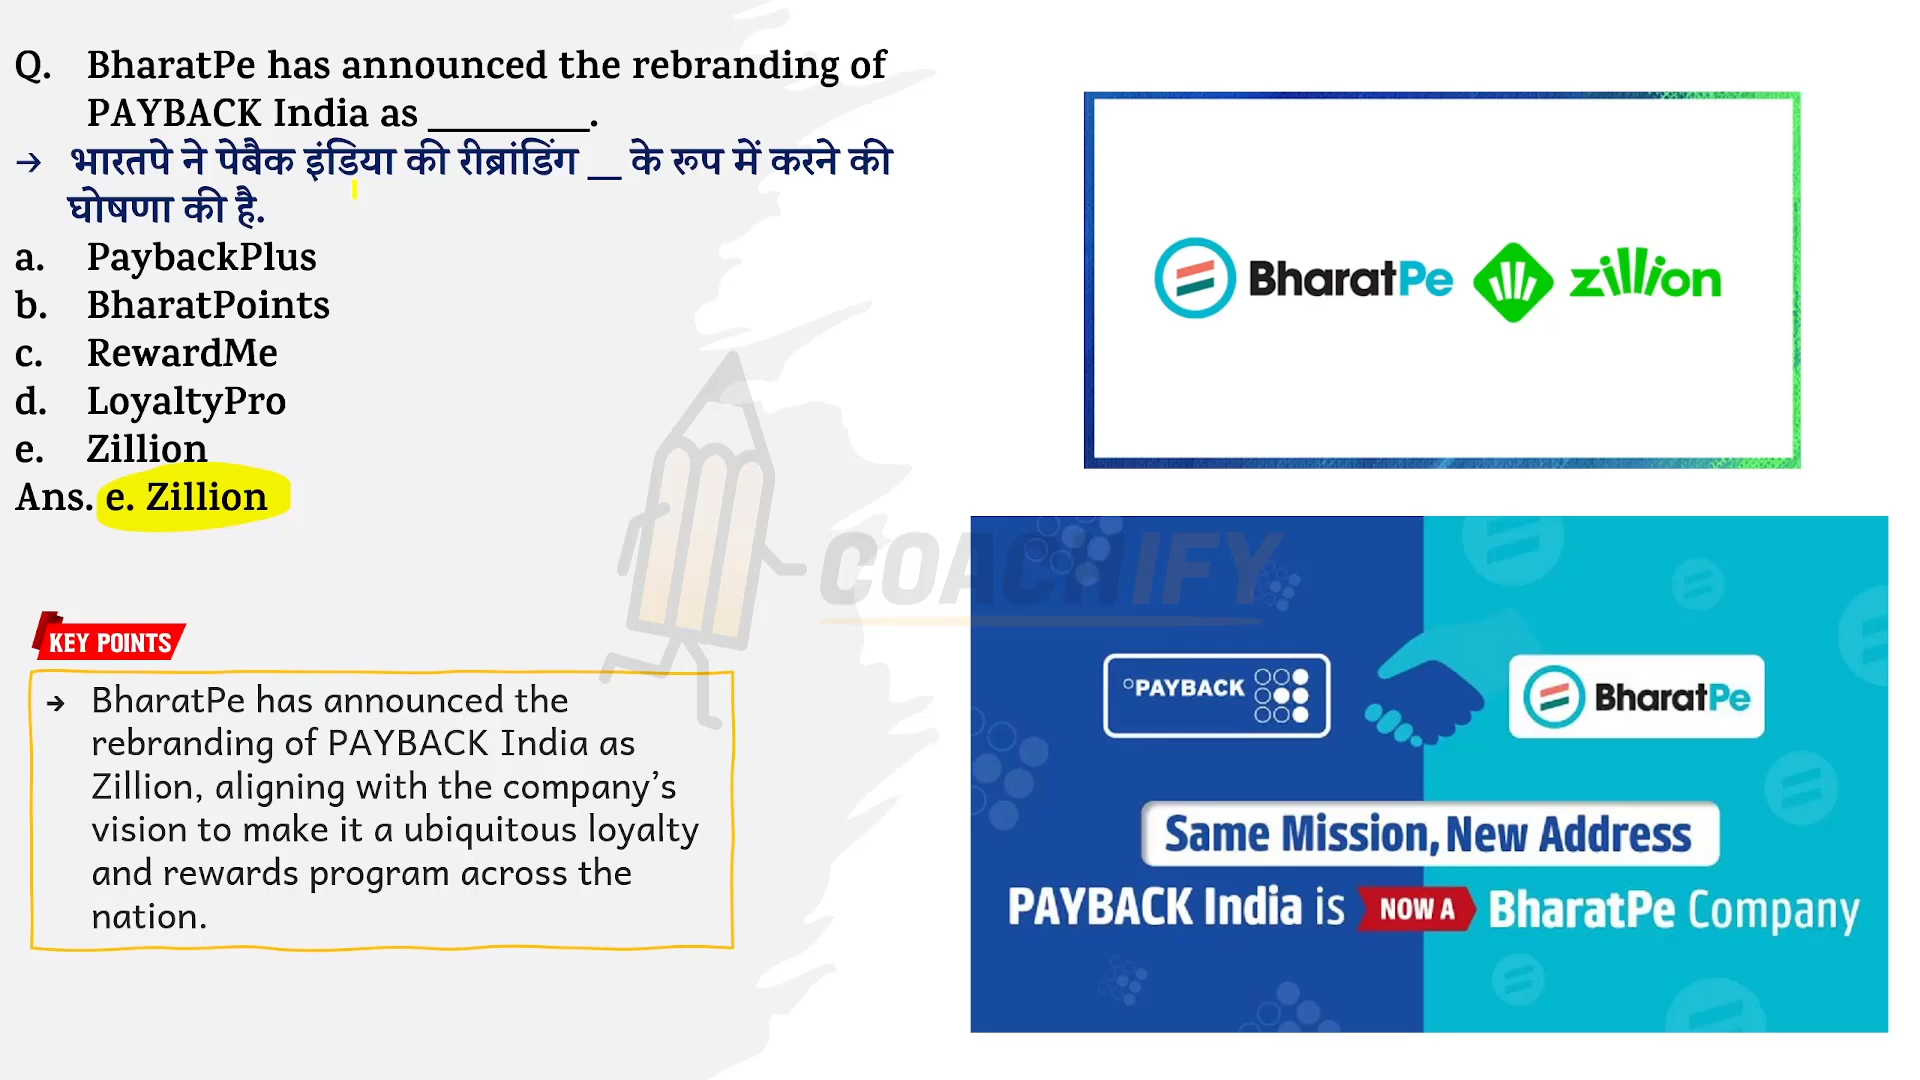 Q. BharatPe has announced the rebranding of
PAYBACK India as ________.
→ भारतपे ने पेबैक इंडिया की रीब्रांडिंग __ के रूप में करने की
घोषणा की है.
a. PaybackPlus
b. BharatPoints
c. RewardMe
d. LoyaltyPro
e. Zillion
Ans. e. Zillion
KEY POINTS
→ BharatPe has announced the
rebranding of PAYBACK India as
Zillion, aligning with the company’s
vision to make it a ubiquitous loyalty
and rewards program across the
nation.
BharatPe zillion
COACHIFY
PAYBACK
BharatPe
Same Mission, New Address
PAYBACK India is NOW A BharatPe Company